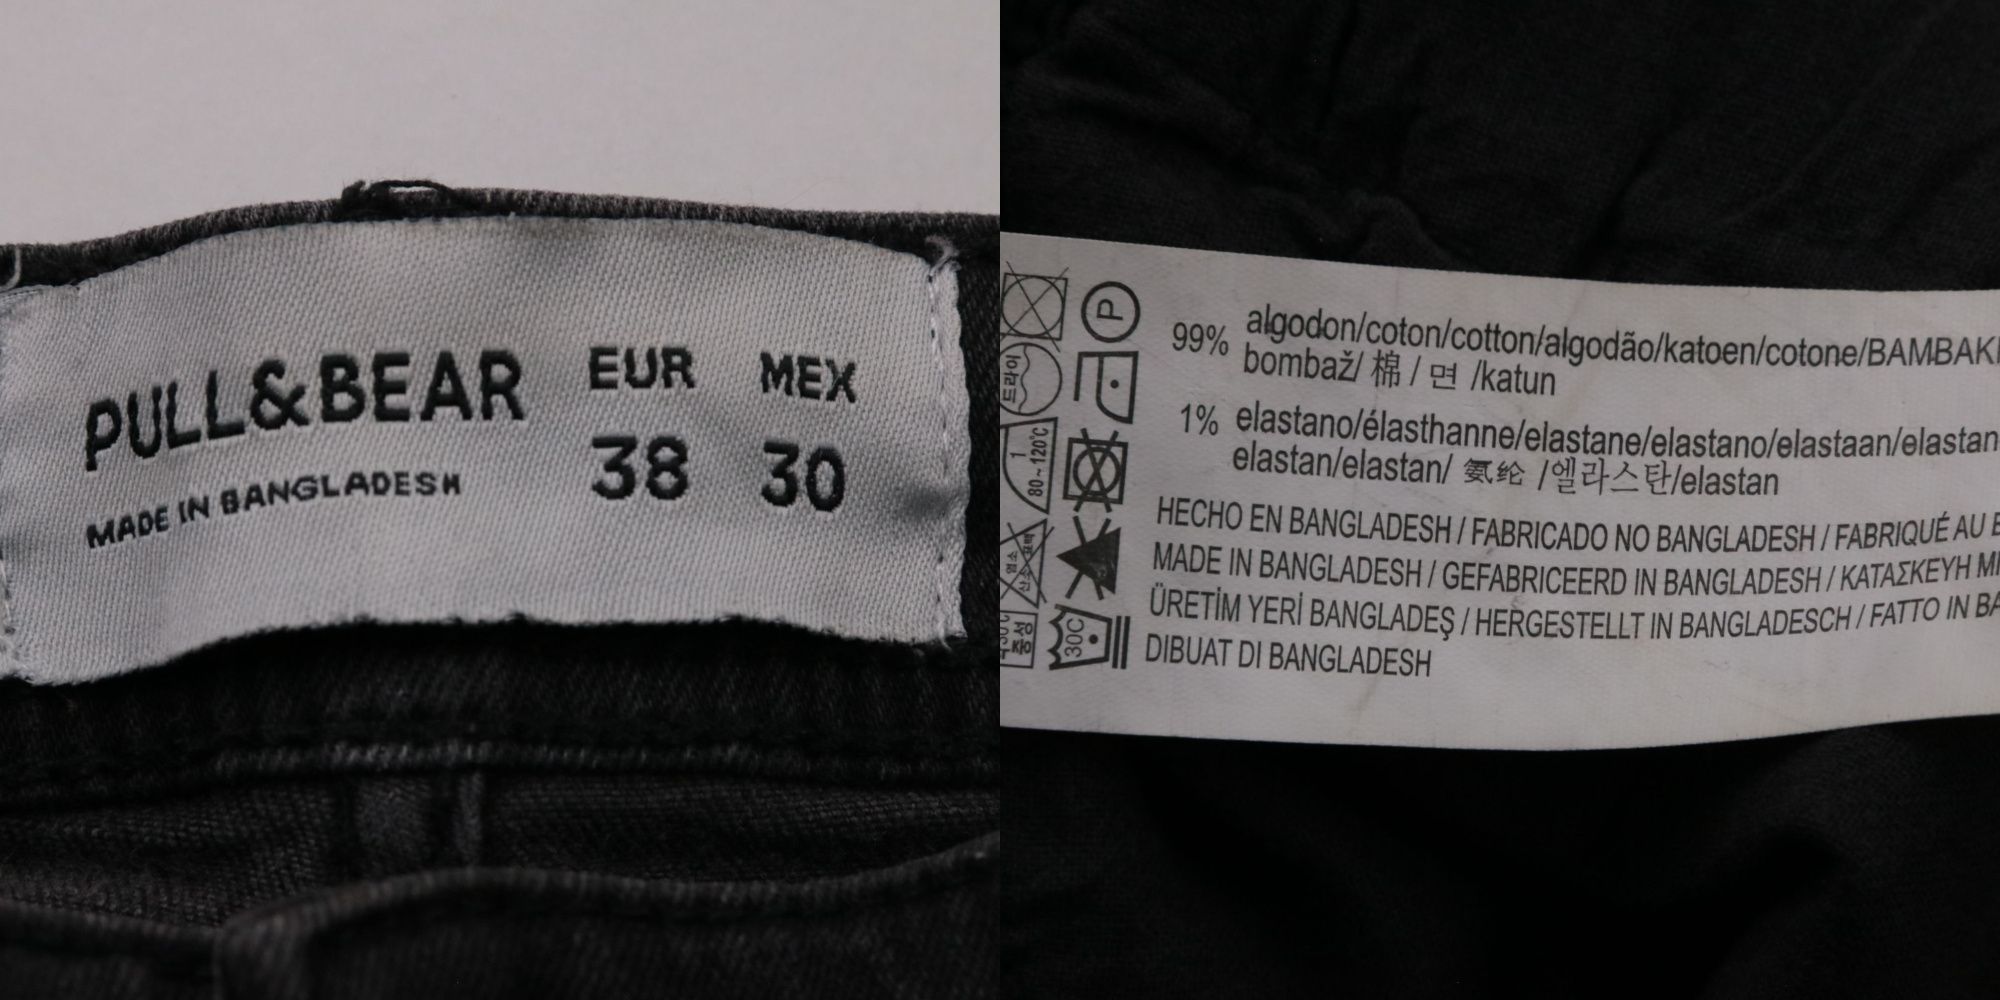 PULL&BEAR
MADE IN BANGLADESH
EUR MEX
38 30
P
드라이
1
80~120℃
염소
30C
99% algodon/coton/cotton/algodão/katoen/cotone/BAMBAKI
bombaž/ 棉 / 면 /katun
1% elastano/élasthanne/elastane/elastano/elastaan/elastan
elastan/elastan/ 氨纶 /엘라스탄/elastan
HECHO EN BANGLADESH / FABRICADO NO BANGLADESH / FABRIQUÉ AU
MADE IN BANGLADESH / GEFABRICEERD IN BANGLADESH / ΚΑΤΑΣΚΕΥΗ
ÜRETİM YERİ BANGLADEŞ / HERGESTELLT IN BANGLADESCH / FATTO IN
DIBUAT DI BANGLADESH